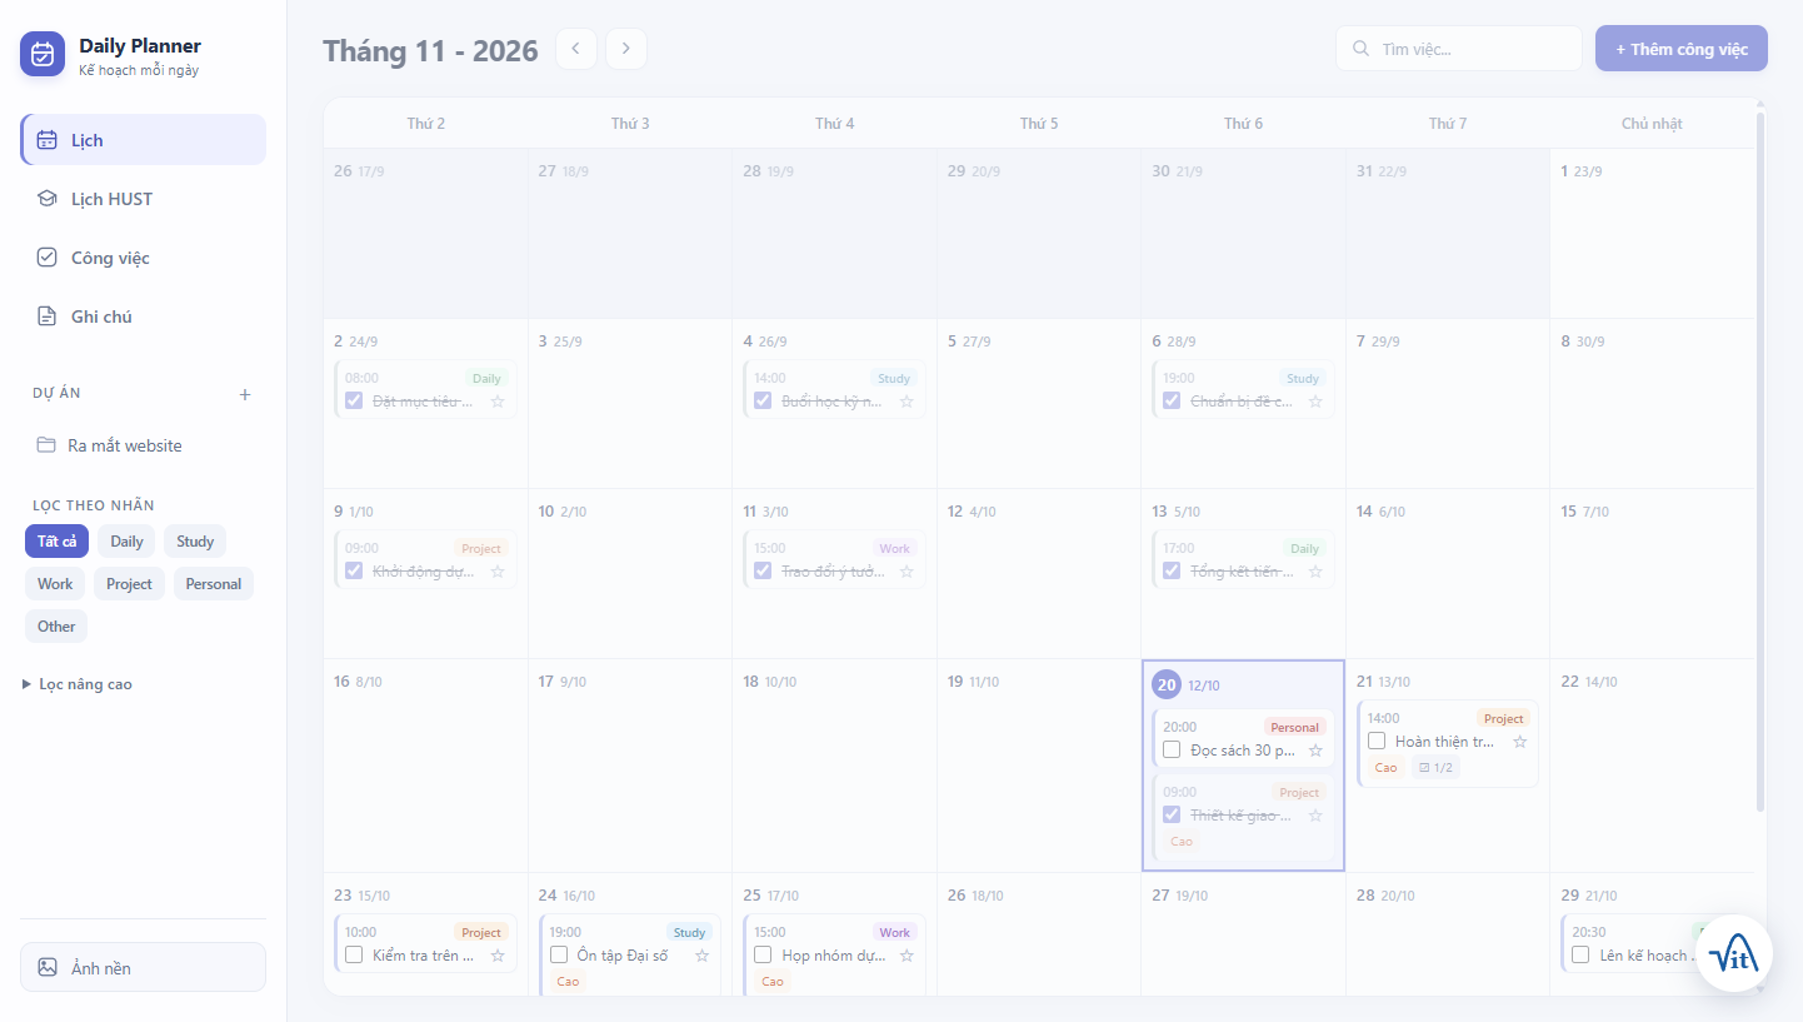 Daily Planner
Kế hoạch mỗi ngày
Lịch
Lịch HUST
Công việc
Ghi chú
DỰ ÁN +
Ra mắt website
LỌC THEO NHÃN
Tất cả Daily Study
Work Project Personal
Other
Lọc nâng cao
Ảnh nền
Tháng 11 - 2026
Tìm việc...
+ Thêm công việc
Thứ 2 Thứ 3 Thứ 4 Thứ 5 Thứ 6 Thứ 7 Chủ nhật
26 17/9 27 18/9 28 19/9 29 20/9 30 21/9 31 22/9 1 23/9
2 24/9 3 25/9 4 26/9 5 27/9 6 28/9 7 29/9 8 30/9
08:00 Daily 14:00 Study 19:00 Study
Đặt mục tiêu ... Buổi học kỹ n... Chuẩn bị đề c...
9 1/10 10 2/10 11 3/10 12 4/10 13 5/10 14 6/10 15 7/10
09:00 Project 15:00 Work 17:00 Daily
Khởi động dự... Trao đổi ý tưở... Tổng kết tiến ...
16 8/10 17 9/10 18 10/10 19 11/10 20 12/10 21 13/10 22 14/10
20:00 Personal 14:00 Project
Đọc sách 30 p... Hoàn thiện tr...
Cao 1/2
09:00 Project
Thiết kế giao ...
Cao
23 15/10 24 16/10 25 17/10 26 18/10 27 19/10 28 20/10 29 21/10
10:00 Project 19:00 Study 15:00 Work 20:30
Kiểm tra trên ... Ôn tập Đại số Họp nhóm dự... Lên kế hoạch
Cao Cao
Vit